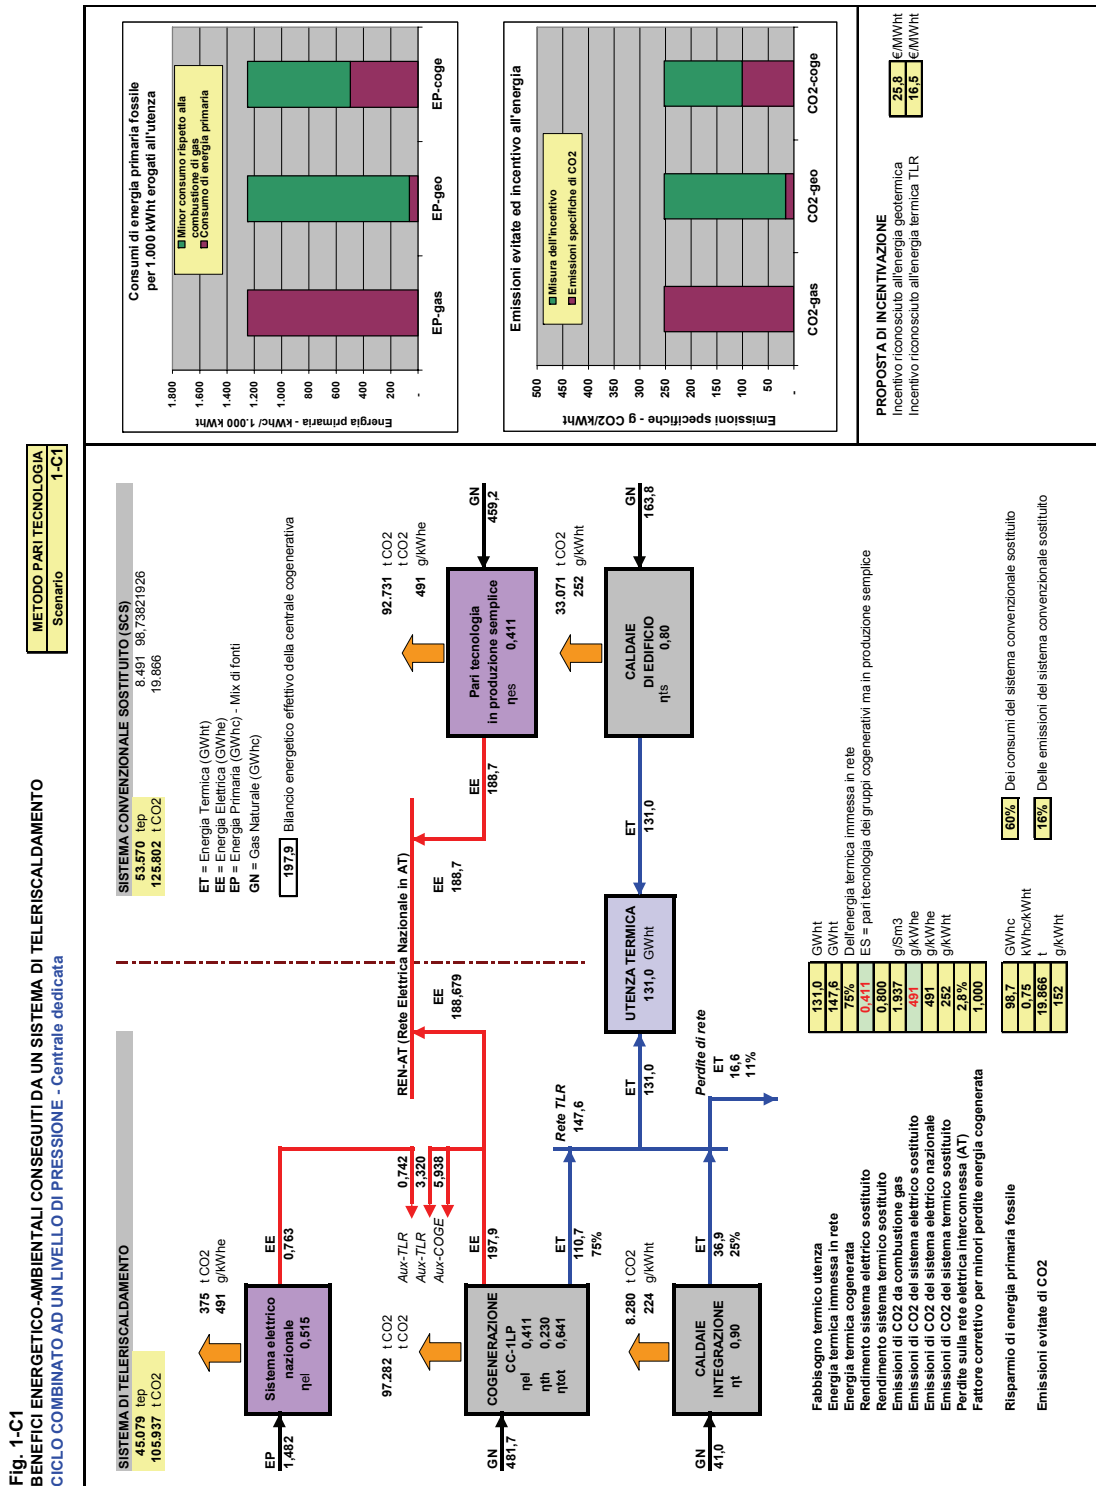 Fig. 1-C1
BENEFICI ENERGETICO-AMBIENTALI CONSEGUITI DA UN SISTEMA DI TELERISCALDAMENTO
CICLO COMBINATO AD UN LIVELLO DI PRESSIONE - Centrale dedicata
METODO PARI TECNOLOGIA
Scenario 1-C1
SISTEMA DI TELERISCALDAMENTO
45.079 tep
105.937 t CO2
SISTEMA CONVENZIONALE SOSTITUITO (SCS)
53.570 tep 8.491 98,73821926
125.802 t CO2 19.866
ET = Energia Termica (GWht)
EE = Energia Elettrica (GWhe)
EP = Energia Primaria (GWhc) - Mix di fonti
GN = Gas Naturale (GWhc)
197,9 Bilancio energetico effettivo della centrale cogenerativa
375 t CO2
491 g/kWhe
EP
1,482
Sistema elettrico
nazionale
ηel 0,515
EE
0,763
REN-AT (Rete Elettrica Nazionale in AT)
EE
188,679
EE
188,7
EE
188,7
92.731 t CO2
t CO2
491 g/kWhe
Pari tecnologia
in produzione semplice
ηes 0,411
GN
459,2
97.282 t CO2
t CO2
Aux-TLR 0,742
Aux-TLR 3,320
Aux-COGE 5,938
GN
481,7
COGENERAZIONE
CC-1LP
ηel 0,411
ηth 0,230
ηtot 0,641
EE
197,9
ET
110,7
75%
Rete TLR
147,6
ET
131,0
UTENZA TERMICA
131,0 GWht
ET
131,0
33.071 t CO2
252 g/kWht
CALDAIE
DI EDIFICIO
ηts 0,80
GN
163,8
8.280 t CO2
224 g/kWht
GN
41,0
CALDAIE
INTEGRAZIONE
ηt 0,90
ET
36,9
25%
Perdite di rete
ET
16,6
11%
Fabbisogno termico utenza 131,0 GWht
Energia termica immessa in rete 147,6 GWht
Energia termica cogenerata 75% Dell'energia termica immessa in rete
Rendimento sistema elettrico sostituito 0,411 ES = pari tecnologia dei gruppi cogenerativi ma in produzione semplice
Rendimento sistema termico sostituito 0,800
Emissioni di CO2 da combustione gas 1.937 g/Sm3
Emissioni di CO2 del sistema elettrico sostituito 491 g/kWhe
Emissioni di CO2 del sistema elettrico nazionale 491 g/kWhe
Emissioni di CO2 del sistema termico sostituito 252 g/kWht
Perdite sulla rete elettrica interconnessa (AT) 2,8%
Fattore correttivo per minori perdite energia cogenerata 1,000
Risparmio di energia primaria fossile 98,7 GWhc
0,75 kWhc/kWht
60% Dei consumi del sistema convenzionale sostituito
Emissioni evitate di CO2 19.866 t
152 g/kWht
16% Delle emissioni del sistema convenzionale sostituito
Consumi di energia primaria fossile
per 1.000 kWht erogati all'utenza
Minor consumo rispetto alla
combustione di gas
Consumo di energia primaria
Energia primaria - kWhc/ 1.000 kWht
1.800
1.600
1.400
1.200
1.000
800
600
400
200
-
EP-gas
EP-geo
EP-coge
Emissioni evitate ed incentivo all'energia
Misura dell'incentivo
Emissioni specifiche di CO2
Emissioni specifiche - g CO2/kWht
500
450
400
350
300
250
200
150
100
50
-
CO2-gas
CO2-geo
CO2-coge
PROPOSTA DI INCENTIVAZIONE
Incentivo riconosciuto all'energia geotermica 25,8 €/MWht
Incentivo riconosciuto all'energia termica TLR 16,5 €/MWht